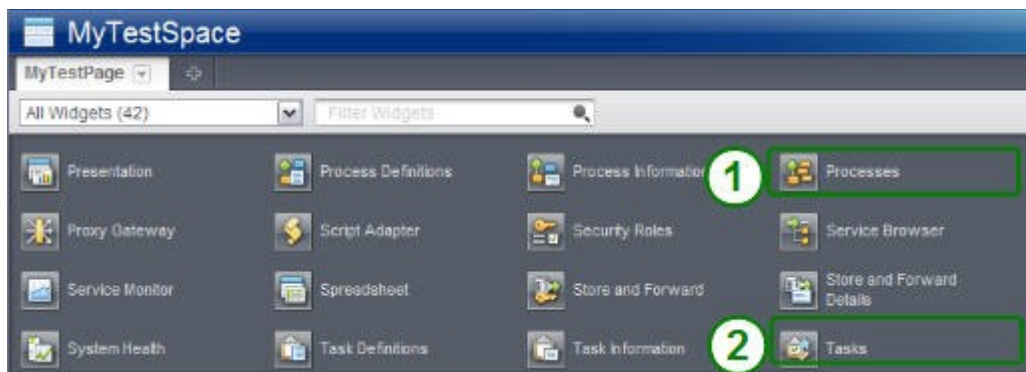 MyTestSpace
MyTestPage
All Widgets (42) Filter Widgets
Presentation Process Definitions Process Information 1 Processes
Proxy Gateway Script Adapter Security Roles Service Browser
Service Monitor Spreadsheet Store and Forward Store and Forward
Details
System Health Task Definitions Task Information 2 Tasks